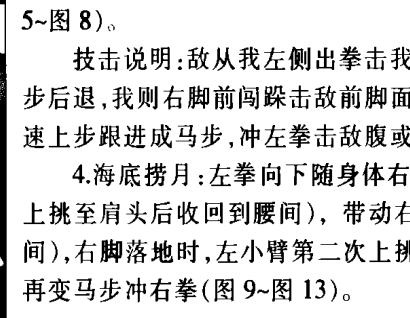 5~图 8)。
技击说明:敌从我左侧出拳击我
步后退,我则右脚前闯跺击敌前脚面
速上步跟进成马步,冲左拳击敌腹或
4.海底捞月:左拳向下随身体右
上挑至肩头后收回到腰间),带动右
间),右脚落地时,左小臂第二次上挑
再变马步冲右拳(图 9~图 13)。